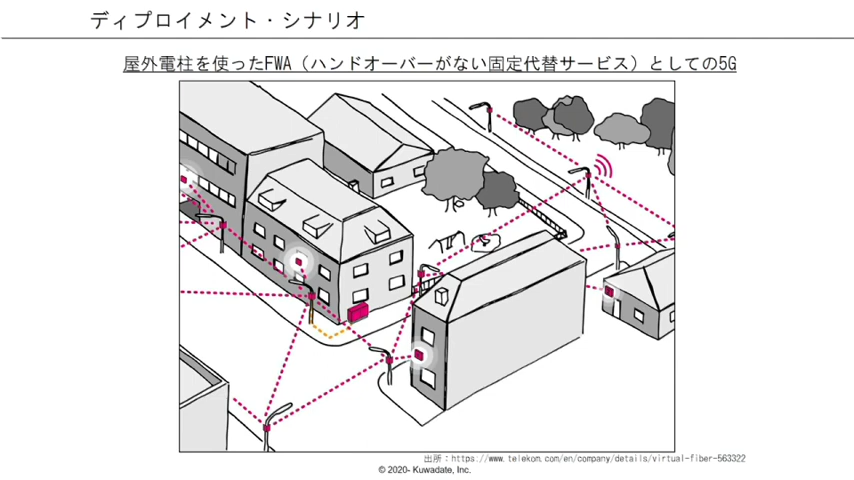 ディプロイメント・シナリオ
屋外電柱を使ったFWA（ハンドオーバーがない固定代替サービス）としての5G
出所：https://www.telekom.com/en/company/details/virtual-fiber-563322
© 2020- Kuwadate, Inc.